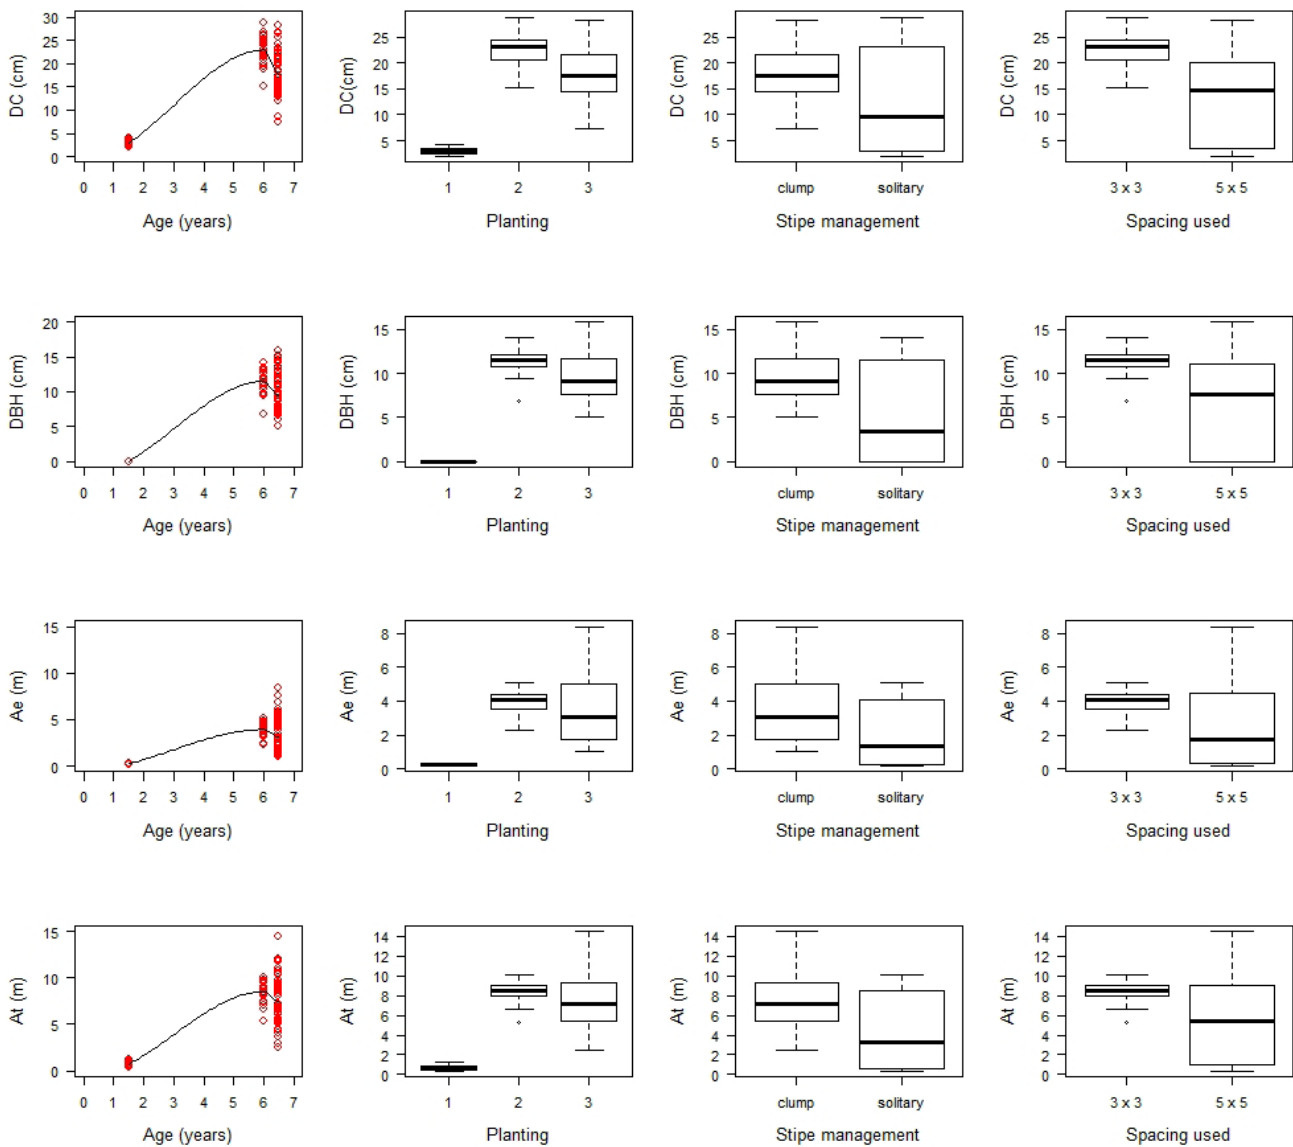 DC (cm)
30
25
20
15
10
5
0
0 1 2 3 4 5 6 7
Age (years)
DC(cm)
25
20
15
10
5
1 2 3
Planting
DC (cm)
25
20
15
10
5
clump solitary
Stipe management
DC (cm)
25
20
15
10
5
3 x 3 5 x 5
Spacing used
DBH (cm)
20
15
10
5
0
0 1 2 3 4 5 6 7
Age (years)
DBH (cm)
15
10
5
0
1 2 3
Planting
DBH (cm)
15
10
5
0
clump solitary
Stipe management
DBH (cm)
15
10
5
0
3 x 3 5 x 5
Spacing used
Ae (m)
15
10
5
0
0 1 2 3 4 5 6 7
Age (years)
Ae (m)
8
6
4
2
0
1 2 3
Planting
Ae (m)
8
6
4
2
0
clump solitary
Stipe management
Ae (m)
8
6
4
2
0
3 x 3 5 x 5
Spacing used
At (m)
15
10
5
0
0 1 2 3 4 5 6 7
Age (years)
At (m)
14
12
10
8
6
4
2
0
1 2 3
Planting
At (m)
14
12
10
8
6
4
2
0
clump solitary
Stipe management
At (m)
14
12
10
8
6
4
2
0
3 x 3 5 x 5
Spacing used